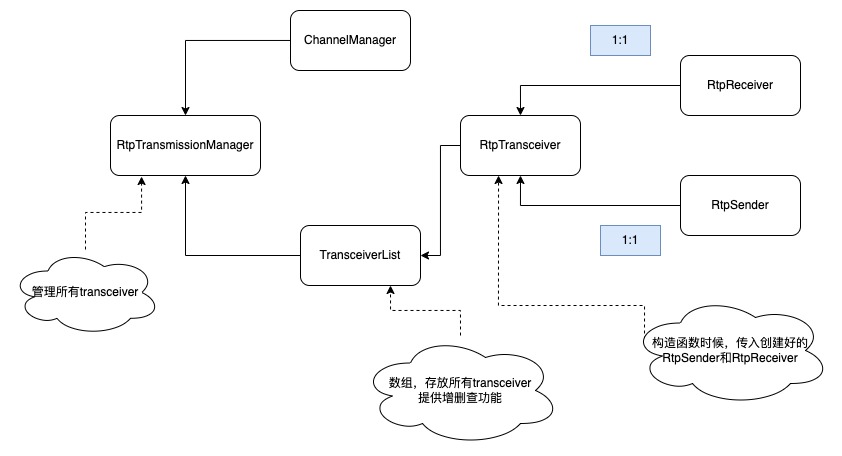 ChannelManager
1:1
RtpReceiver
RtpTransmissionManager
RtpTransceiver
RtpSender
1:1
TransceiverList
管理所有transceiver
构造函数时候，传入创建好的
RtpSender和RtpReceiver
数组，存放所有transceiver
提供增删查功能